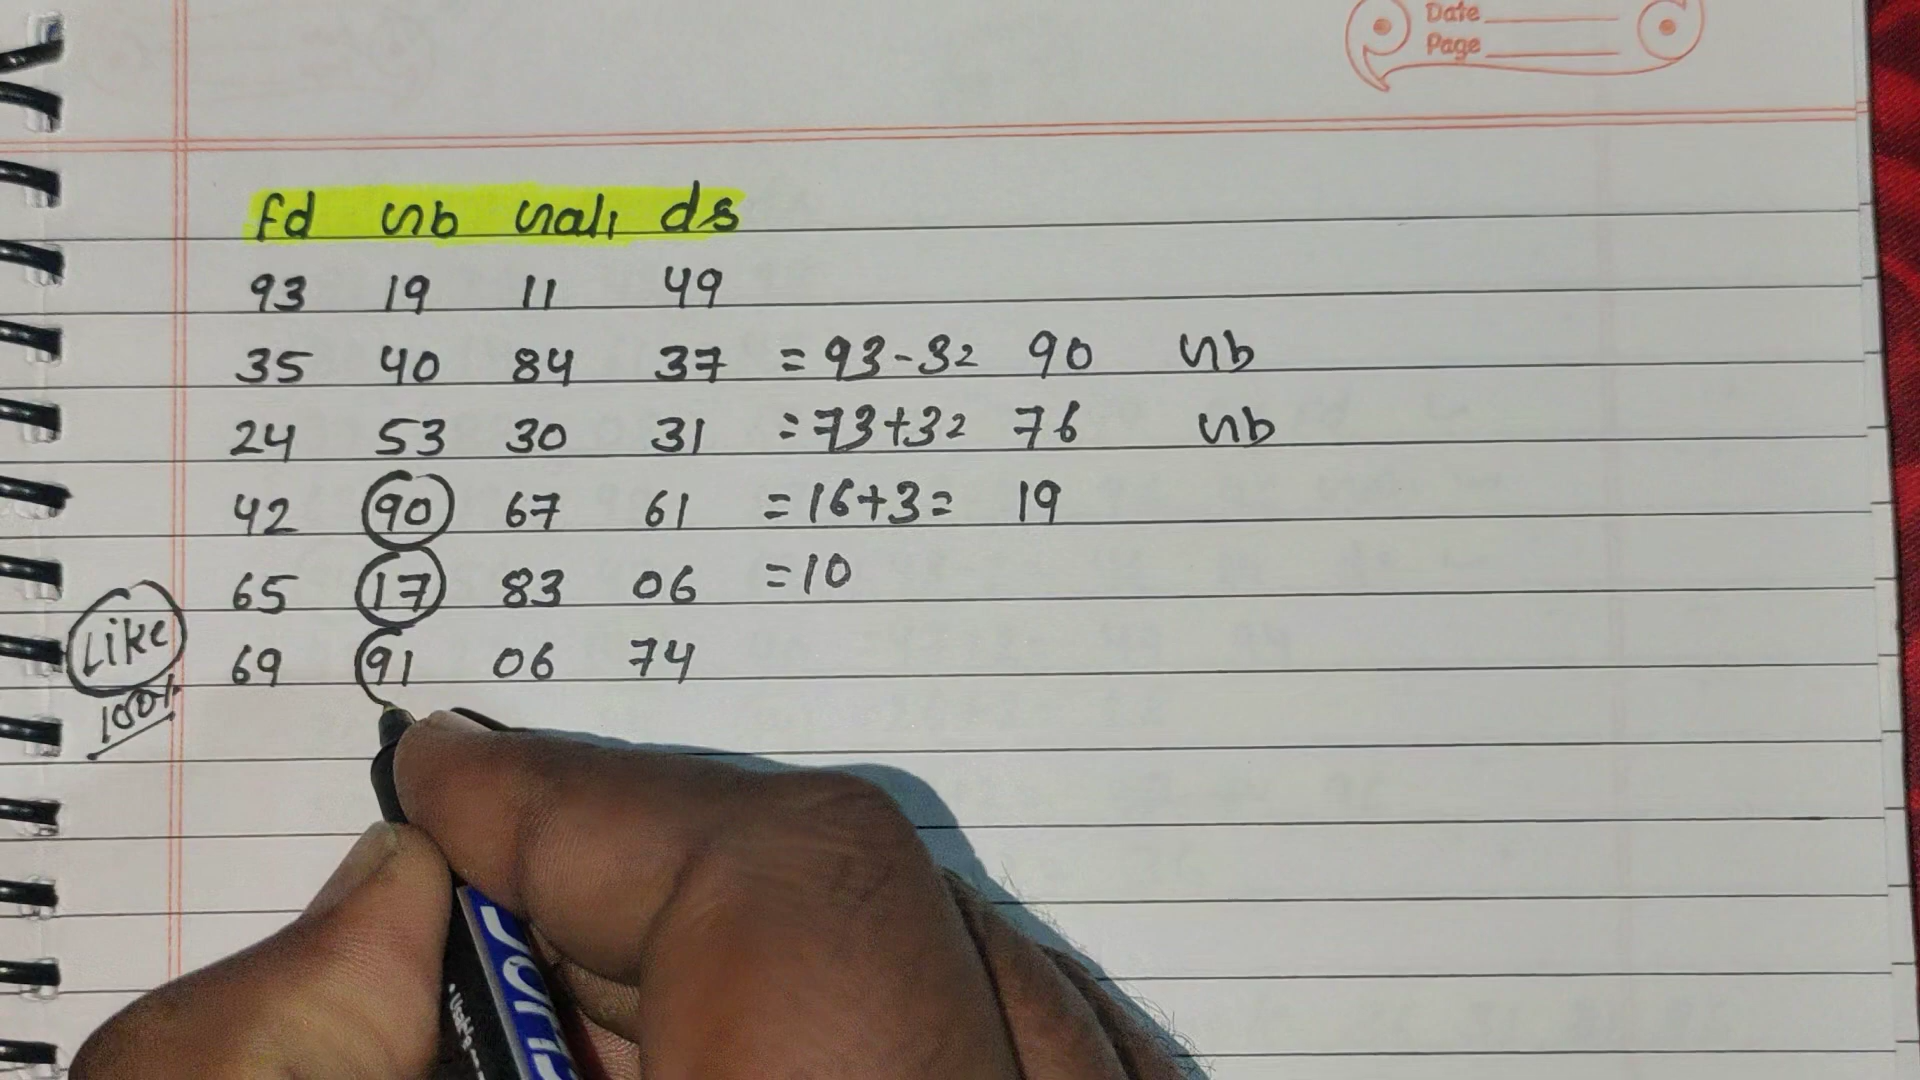 Date
Page
Fd Gb Gali ds
93 19 11 49
35 40 84 37 = 93-32 90 Gb
24 53 30 31 = 73+32 76 Gb
42 90 67 61 = 16+3= 19
65 17 83 06 = 10
69 91 06 74
Like
100%